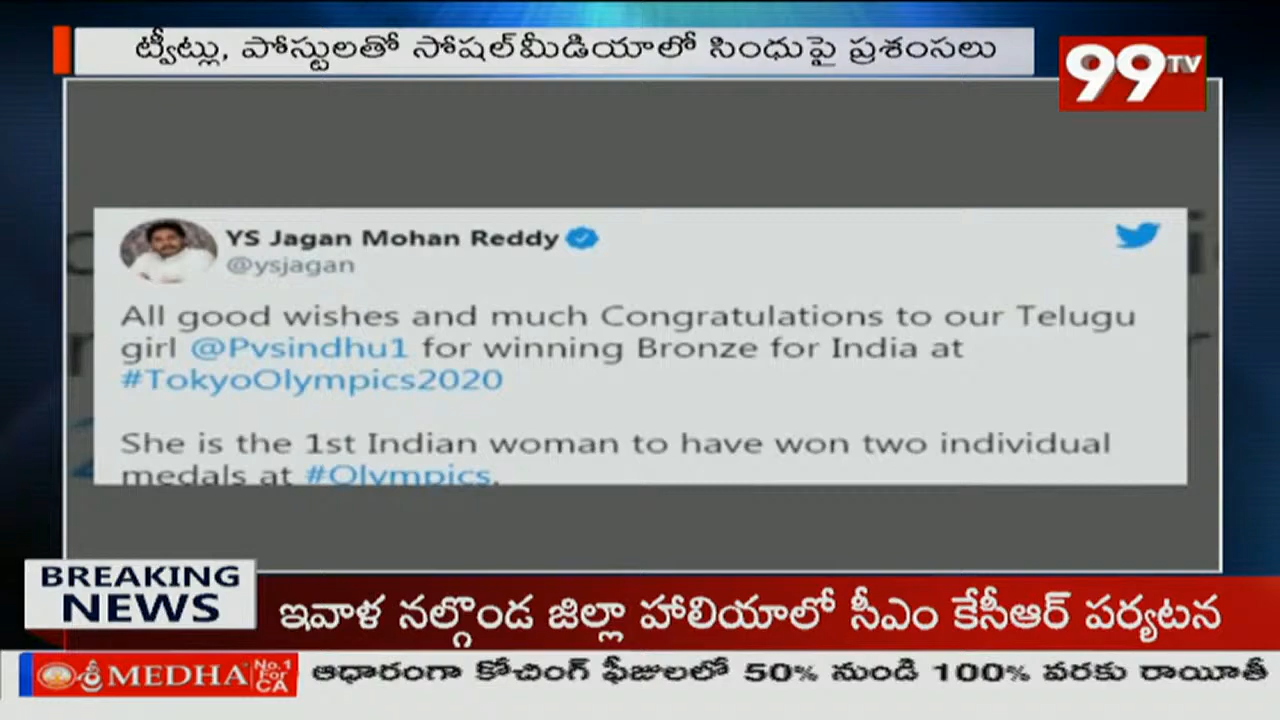 ట్వీట్లు, పోస్టులతో సోషల్‌మీడియాలో సింధుపై ప్రశంసలు
99TV
YS Jagan Mohan Reddy
@ysjagan
All good wishes and much Congratulations to our Telugu
girl @Pvsindhu1 for winning Bronze for India at
#TokyoOlympics2020
She is the 1st Indian woman to have won two individual
medals at #Olympics.
BREAKING
NEWS
ఇవాళ నల్గొండ జిల్లా హాలియాలో సీఎం కేసీఆర్ పర్యటన
శ్రీ MEDHA No.1 For CA
ఆధారంగా కోచింగ్ ఫీజులలో 50% నుండి 100% వరకు రాయితీ